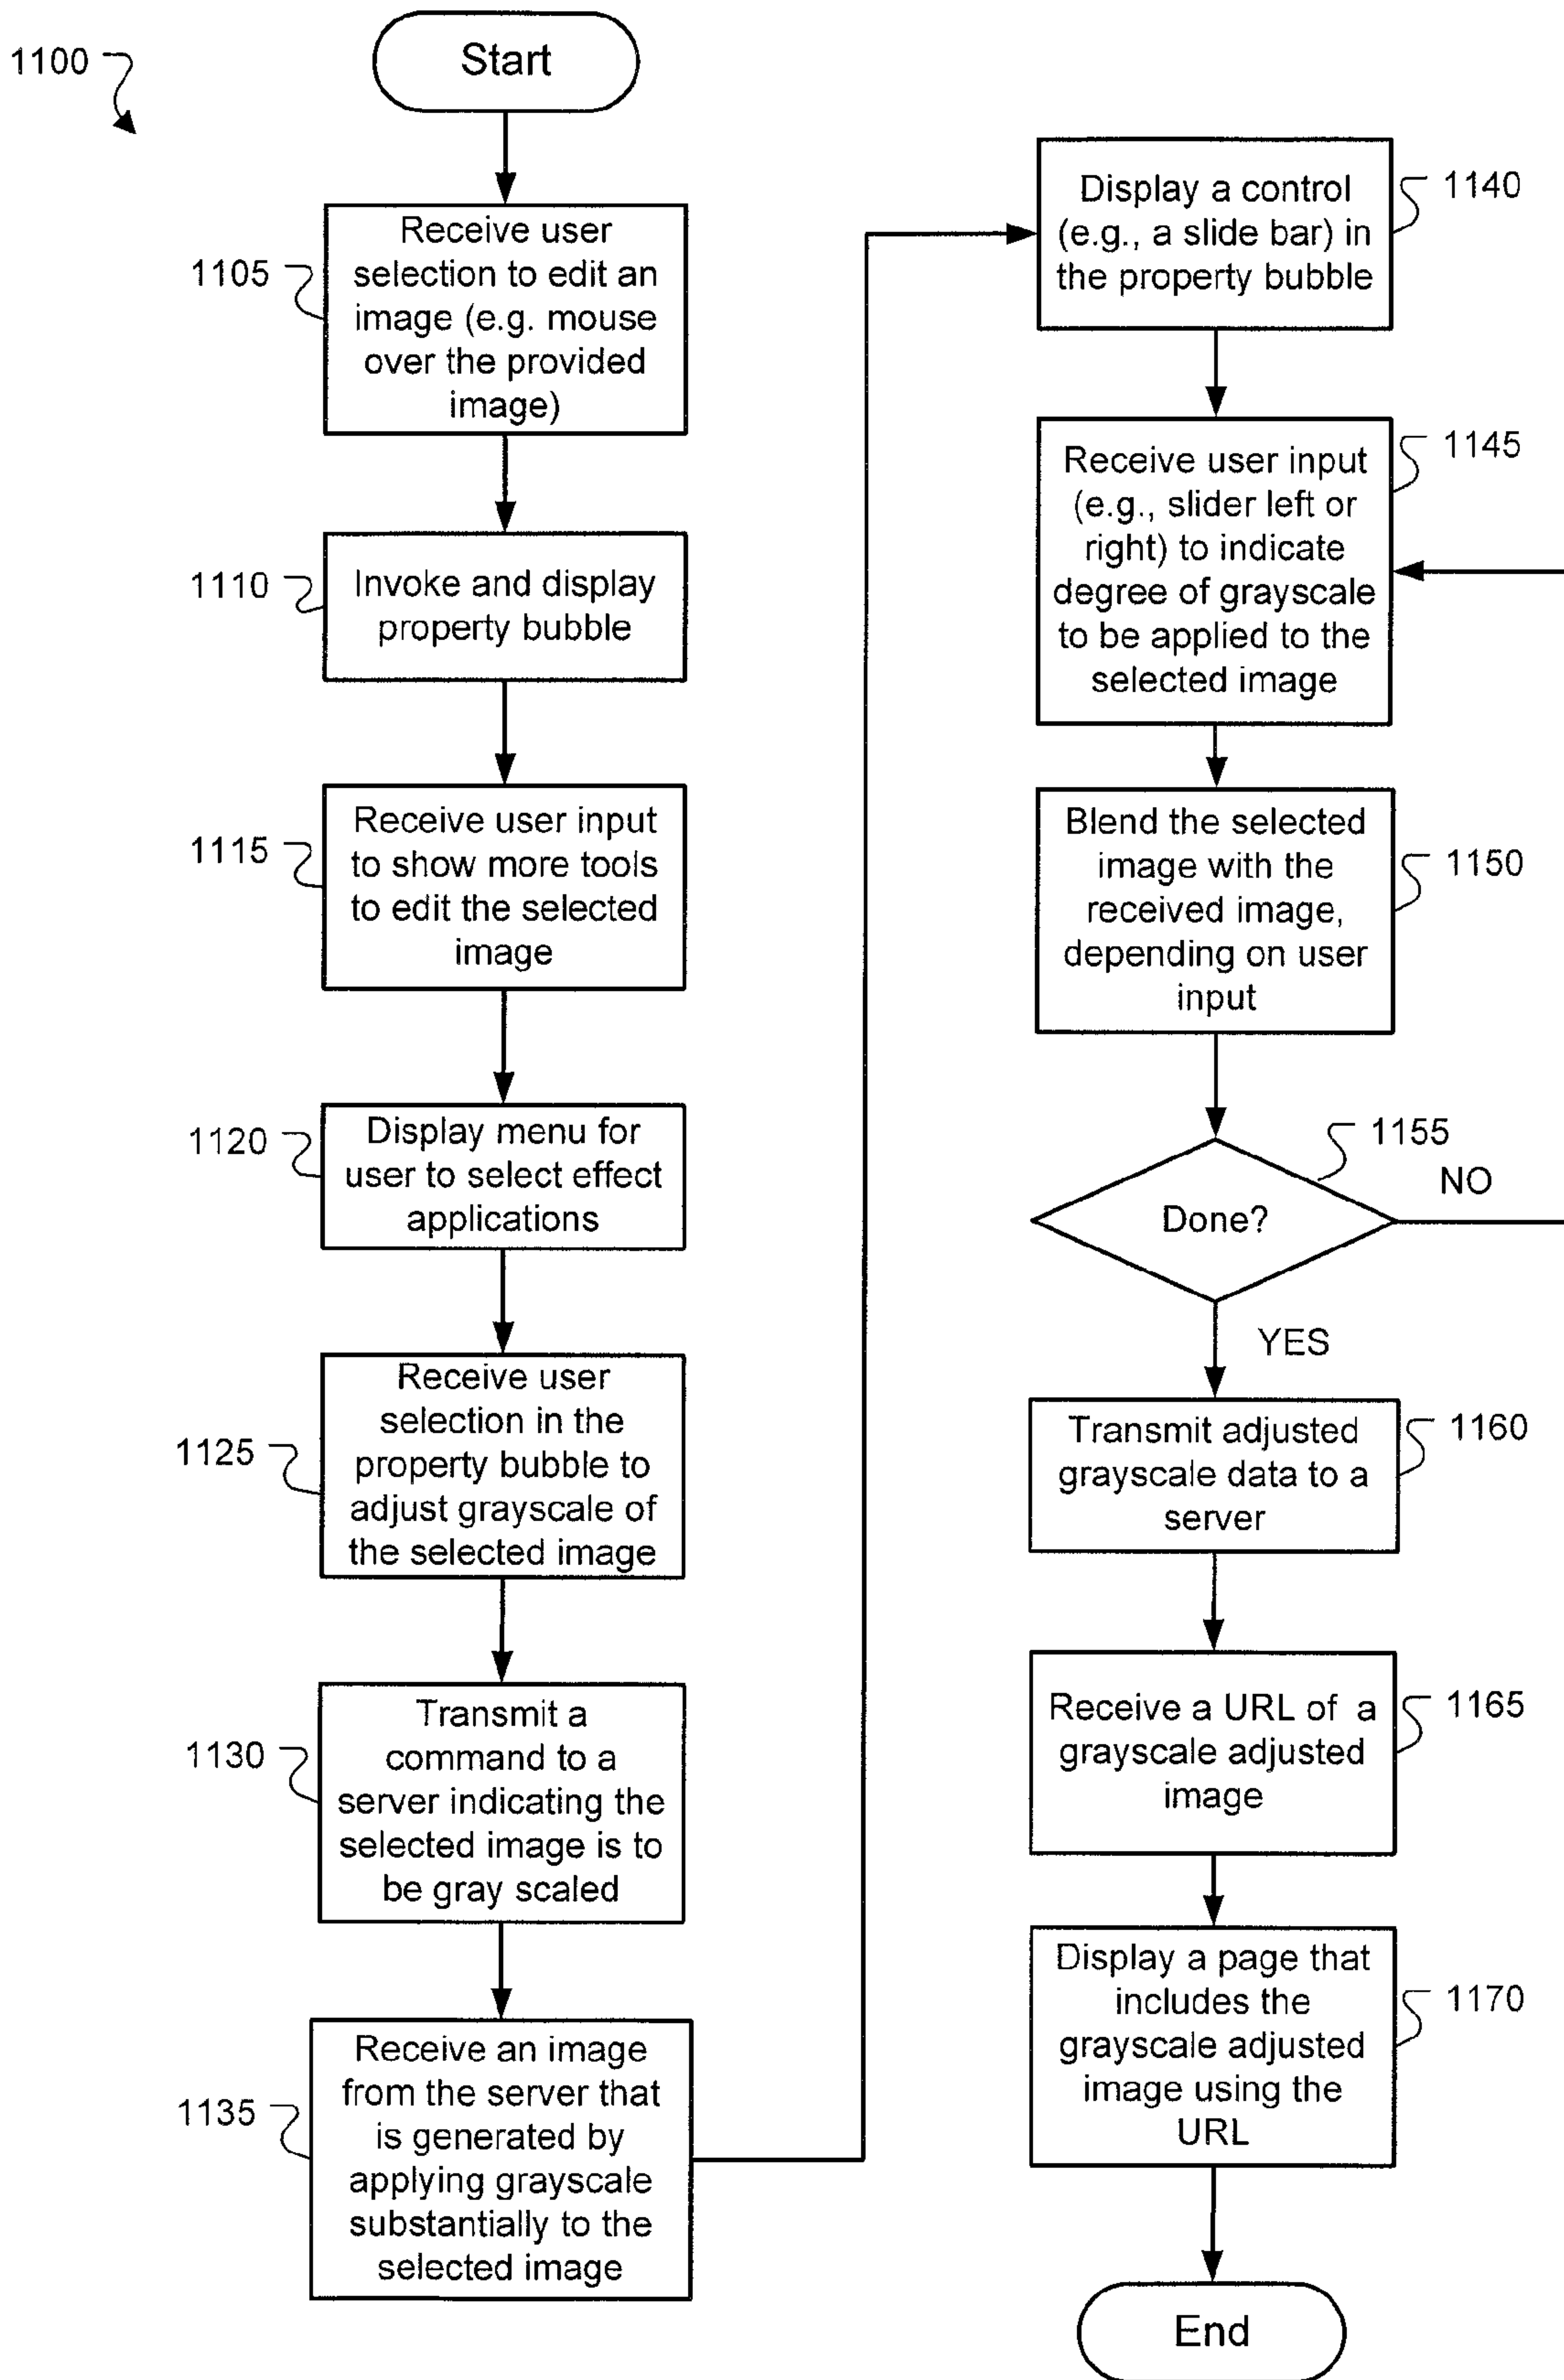 1100
Start
1105
Receive user
selection to edit an
image (e.g. mouse
over the provided
image)
1110
Invoke and display
property bubble
1115
Receive user input
to show more tools
to edit the selected
image
1120
Display menu for
user to select effect
applications
1125
Receive user
selection in the
property bubble to
adjust grayscale of
the selected image
1130
Transmit a
command to a
server indicating the
selected image is to
be gray scaled
1135
Receive an image
from the server that
is generated by
applying grayscale
substantially to the
selected image
1140
Display a control
(e.g., a slide bar) in
the property bubble
1145
Receive user input
(e.g., slider left or
right) to indicate
degree of grayscale
to be applied to the
selected image
1150
Blend the selected
image with the
received image,
depending on user
input
1155
Done?
NO
YES
1160
Transmit adjusted
grayscale data to a
server
1165
Receive a URL of a
grayscale adjusted
image
1170
Display a page that
includes the
grayscale adjusted
image using the
URL
End